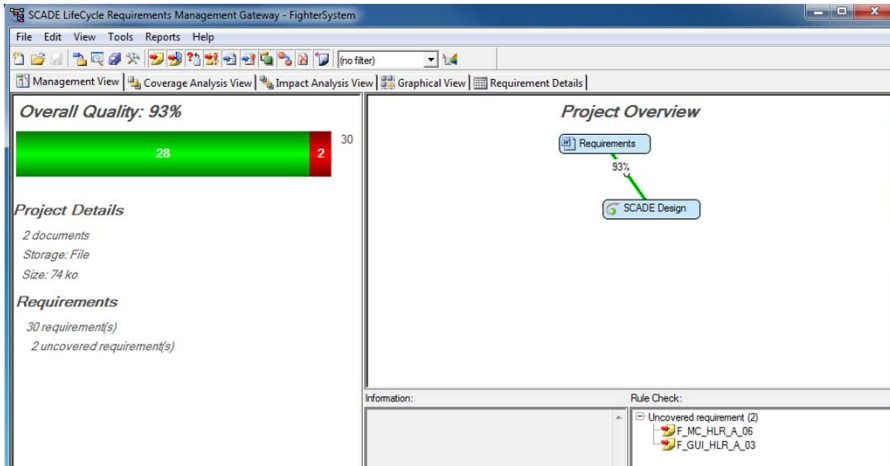 SCADE LifeCycle Requirements Management Gateway - FighterSystem
File Edit View Tools Reports Help
(no filter)
Management View Coverage Analysis View Impact Analysis View Graphical View Requirement Details
Overall Quality: 93%
28
2
30
Project Details
2 documents
Storage: File
Size: 74 ko
Requirements
30 requirement(s)
2 uncovered requirement(s)
Project Overview
Requirements
93%
SCADE Design
Information:
Rule Check:
Uncovered requirement (2)
F_MC_HLR_A_06
F_GUI_HLR_A_03